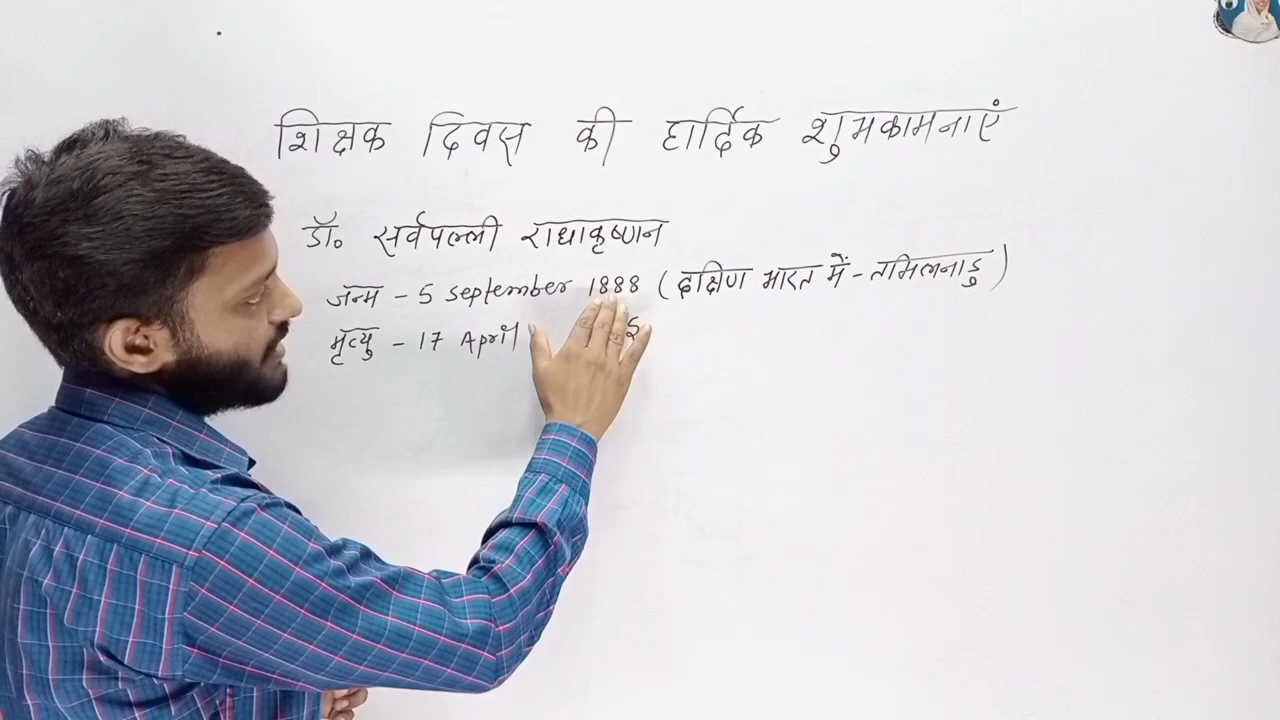 शिक्षक दिवस की हार्दिक शुभकामनाएं
डॉ० सर्वपल्ली राधाकृष्णन
जन्म - 5 september 1888 (दक्षिण भारत में - तमिलनाडु)
मृत्यु - 17 April